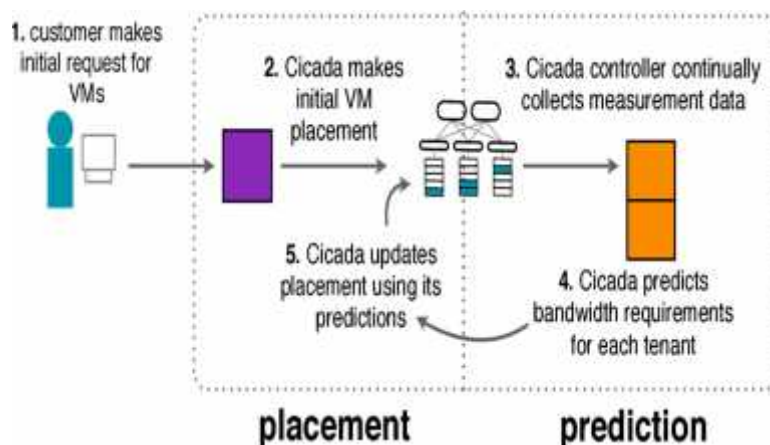 1. customer makes
initial request for
VMs
2. Cicada makes
initial VM
placement
3. Cicada controller continually
collects measurement data
4. Cicada predicts
bandwidth requirements
for each tenant
5. Cicada updates
placement using its
predictions
placement
prediction